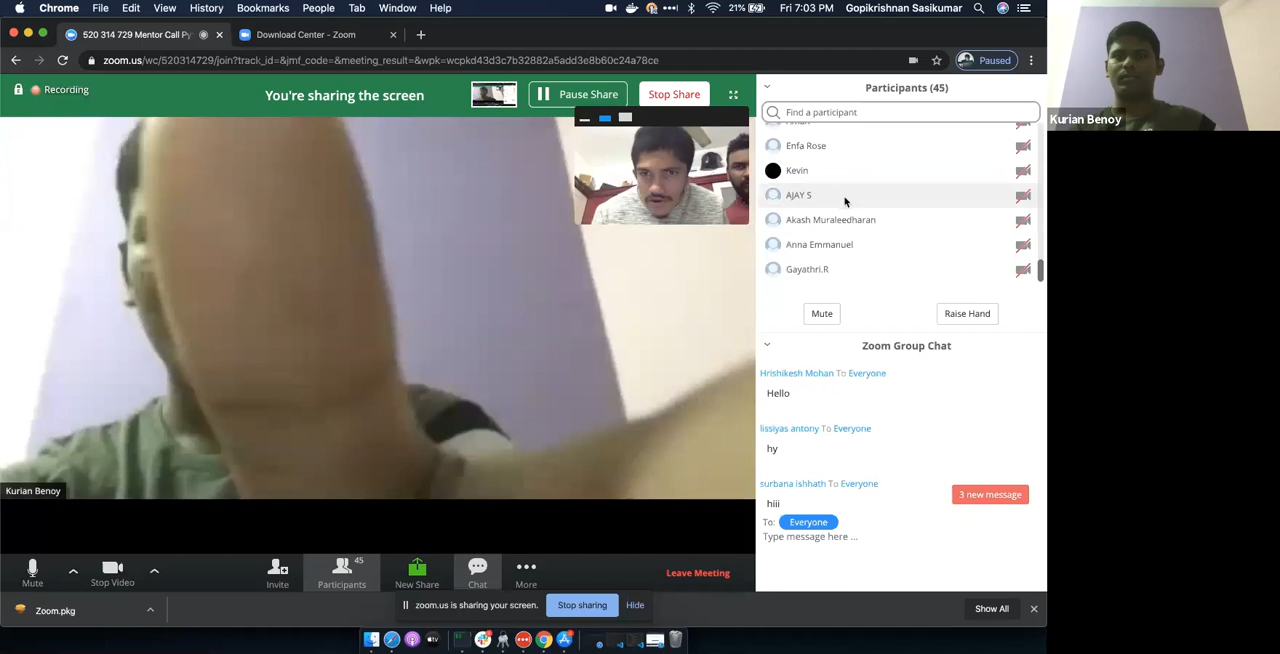 Chrome File Edit View History Bookmarks People Tab Window Help 21% Fri 7:03 PM Gopikrishnan Sasikumar
520 314 729 Mentor Call Py
Download Center - Zoom
zoom.us/wc/520314729/join?track_id=&jmf_code=&meeting_result=&wpk=wcpkd43d3c7b32882a5add3e8b60c24a78ce
Paused
Recording
You're sharing the screen
Pause Share
Stop Share
Participants (45)
Find a participant
Enfa Rose
Kevin
AJAY S
Akash Muraleedharan
Anna Emmanuel
Gayathri.R
Mute
Raise Hand
Zoom Group Chat
Hrishikesh Mohan To Everyone
Hello
lissiyas antony To Everyone
hy
surbana ishhath To Everyone
hiii
3 new message
To: Everyone
Type message here ...
Kurian Benoy
Kurian Benoy
Mute
Stop Video
Invite
45
Participants
New Share
Chat
More
Leave Meeting
zoom.us is sharing your screen.
Stop sharing
Hide
Zoom.pkg
Show All
tv